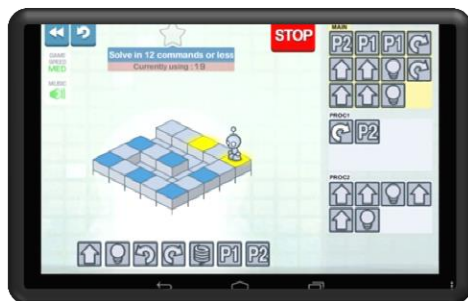 GAME
SPEED
MED
MUSIC
Solve in 12 commands or less
Currently using : 19
STOP
MAIN
P2 P1 P1
PROC1
P2
PROC2
P1 P2